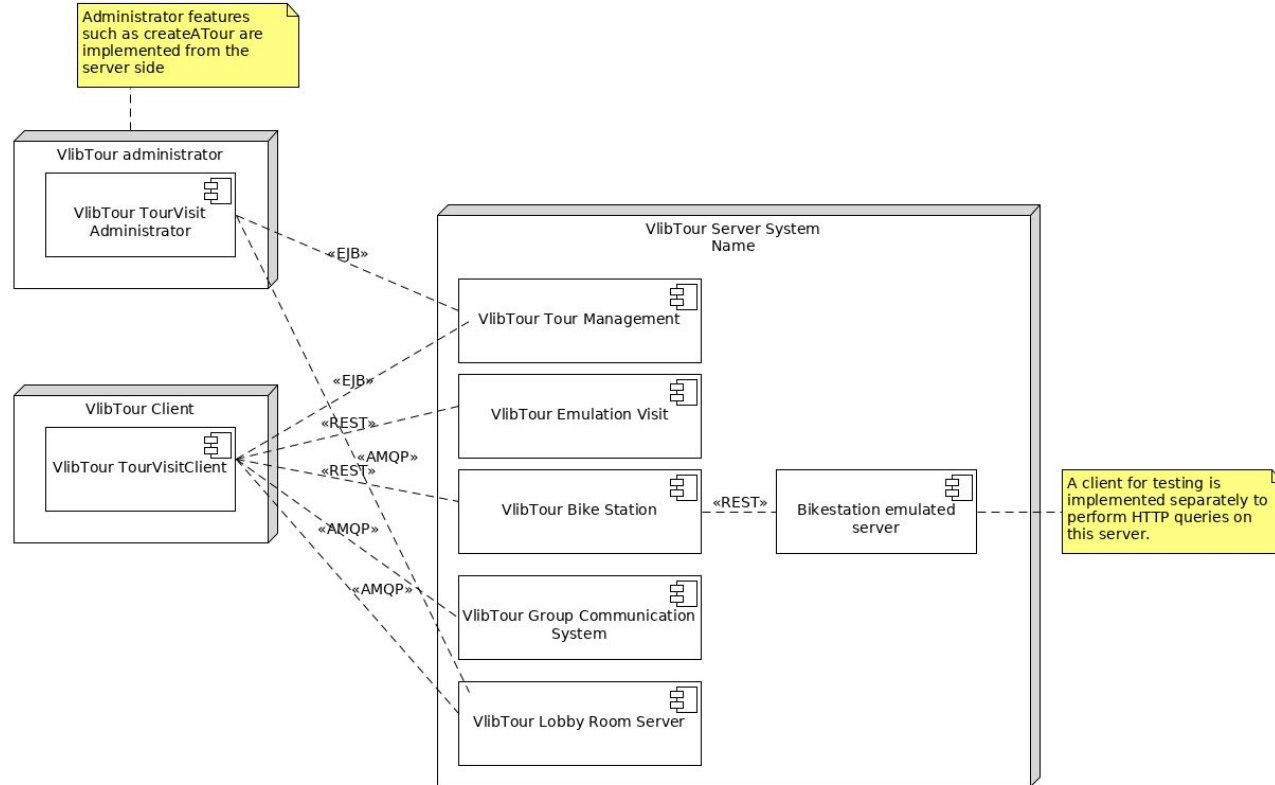 Administrator features
such as createATour are
implemented from the
server side
VlibTour administrator
VlibTour TourVisit
Administrator
VlibTour Server System
Name
«EJB»
VlibTour Tour Management
«EJB»
VlibTour Client
VlibTour TourVisitClient
«REST»
VlibTour Emulation Visit
«AMQP»
«REST»
VlibTour Bike Station
«REST»
Bikestation emulated
server
A client for testing is
implemented separately to
perform HTTP queries on
this server.
«AMQP»
«AMQP»
VlibTour Group Communication
System
VlibTour Lobby Room Server